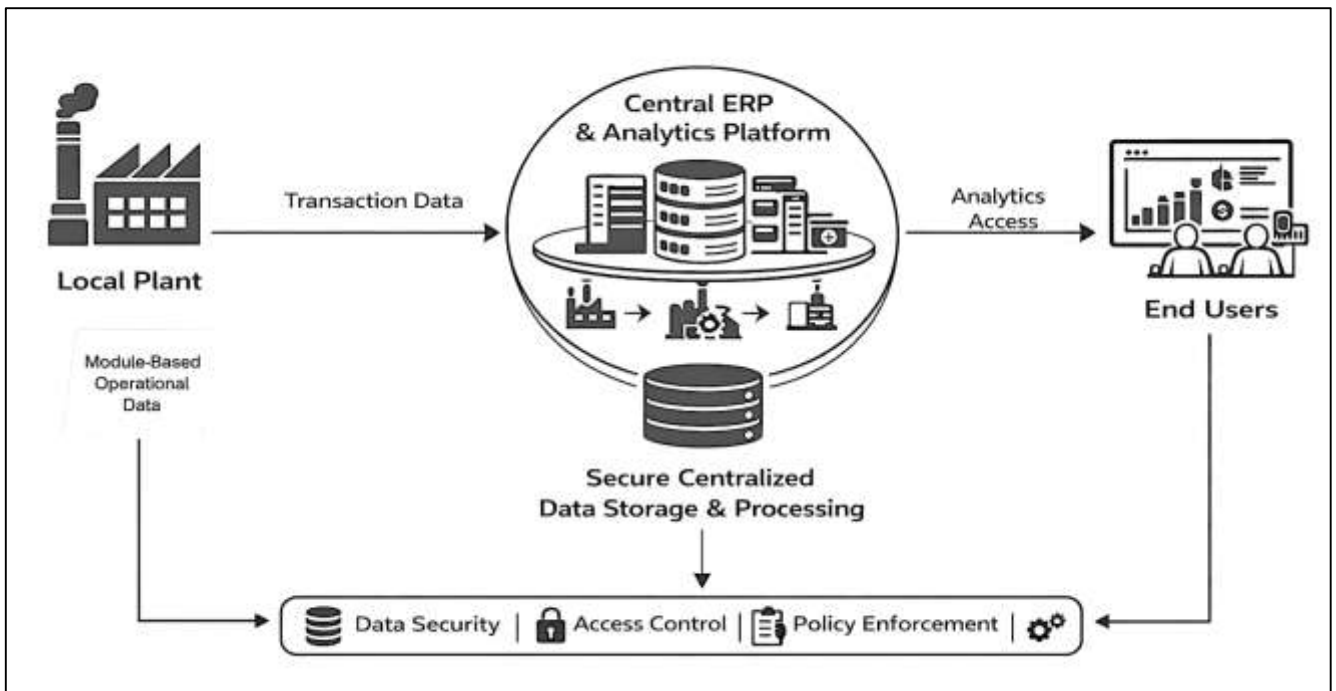 Central ERP
& Analytics Platform
Transaction Data
Analytics
Access
Local Plant
End Users
Module-Based
Operational
Data
Secure Centralized
Data Storage & Processing
Data Security | Access Control | Policy Enforcement |